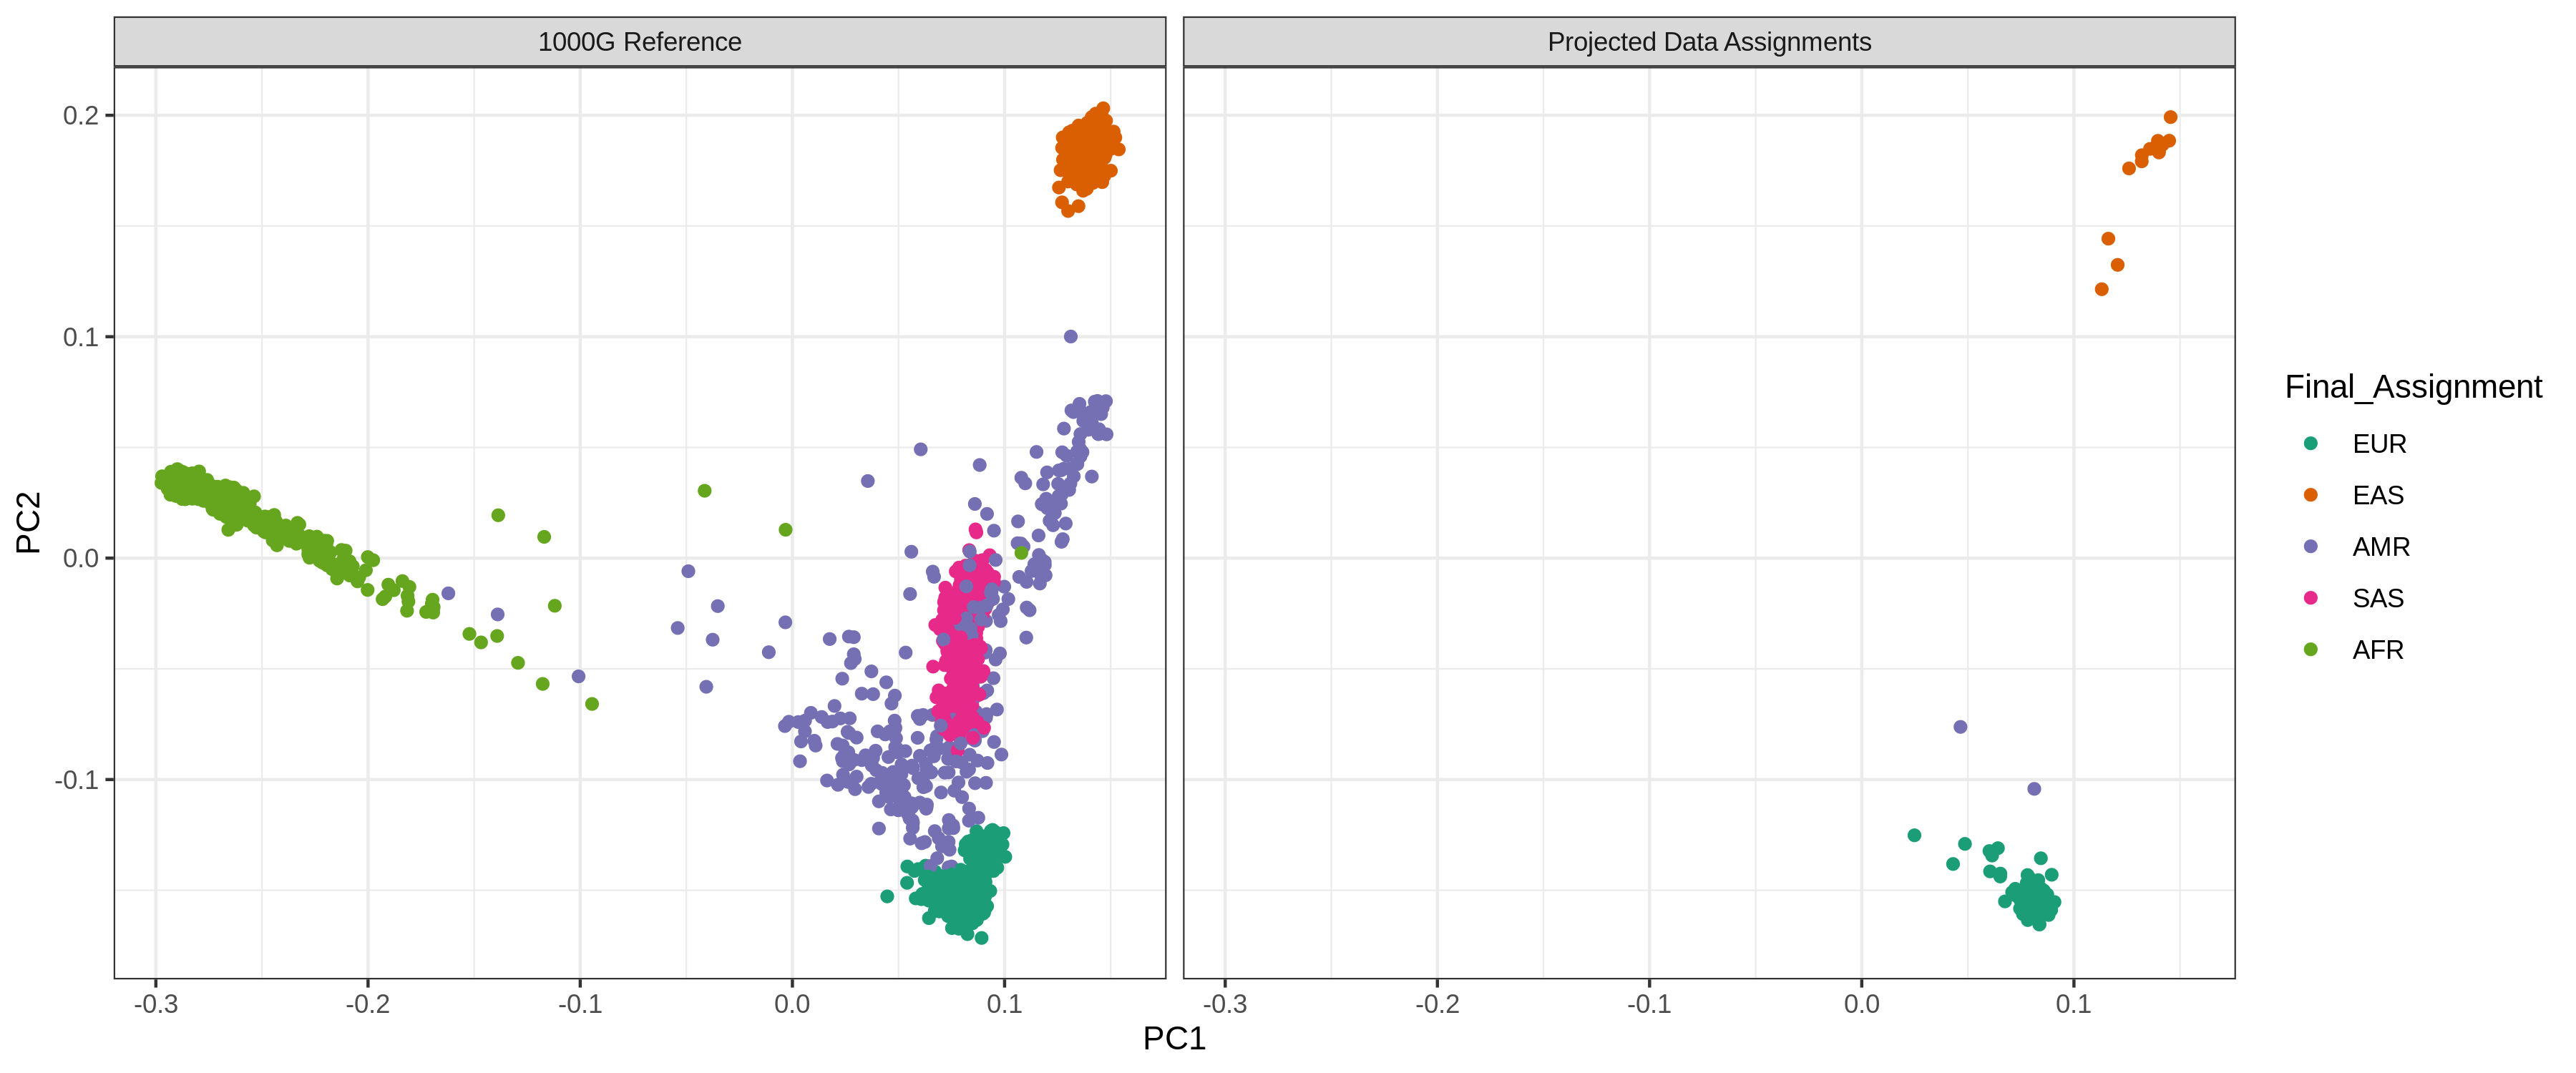 1000G Reference
Projected Data Assignments
0.2
0.1
0.0
-0.1
PC2
-0.3
-0.2
-0.1
0.0
0.1
-0.3
-0.2
-0.1
0.0
0.1
PC1
Final_Assignment
EUR
EAS
AMR
SAS
AFR